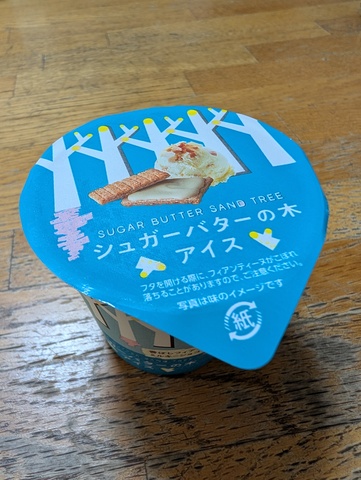 SUGAR BUTTER SAND TREE
シュガーバターの木
アイス
フタを開ける際に、フィアンティーヌがこぼれ
落ちることがありますので、ご注意ください。
写真は味のイメージです
紙